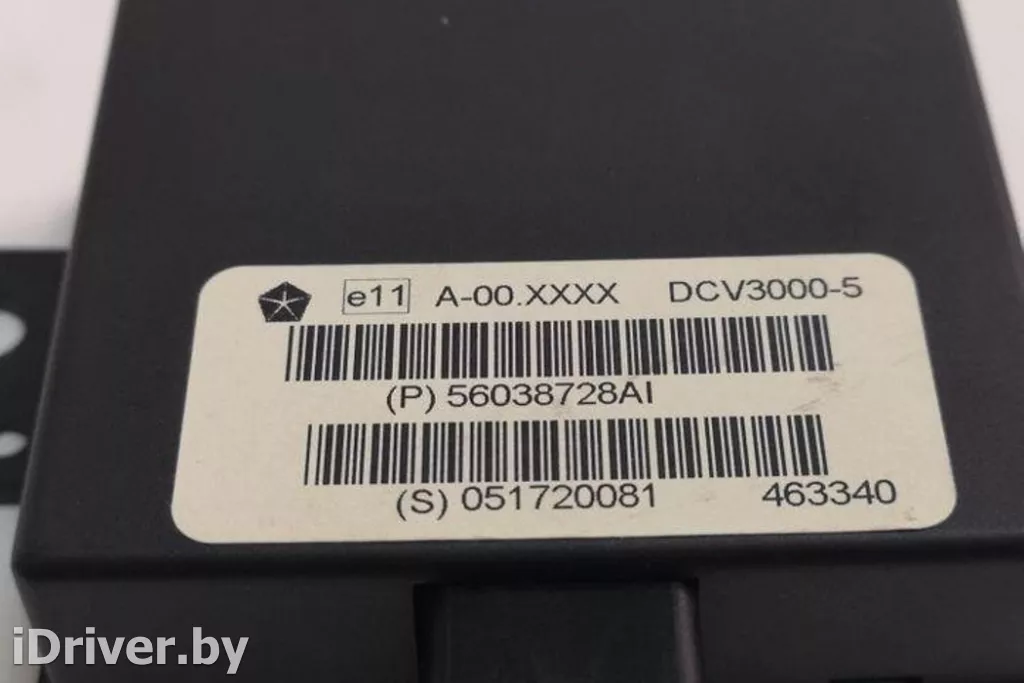 e11 A-00.XXXX DCV3000-5
(P) 56038728AI
(S) 051720081 463340
iDriver.by